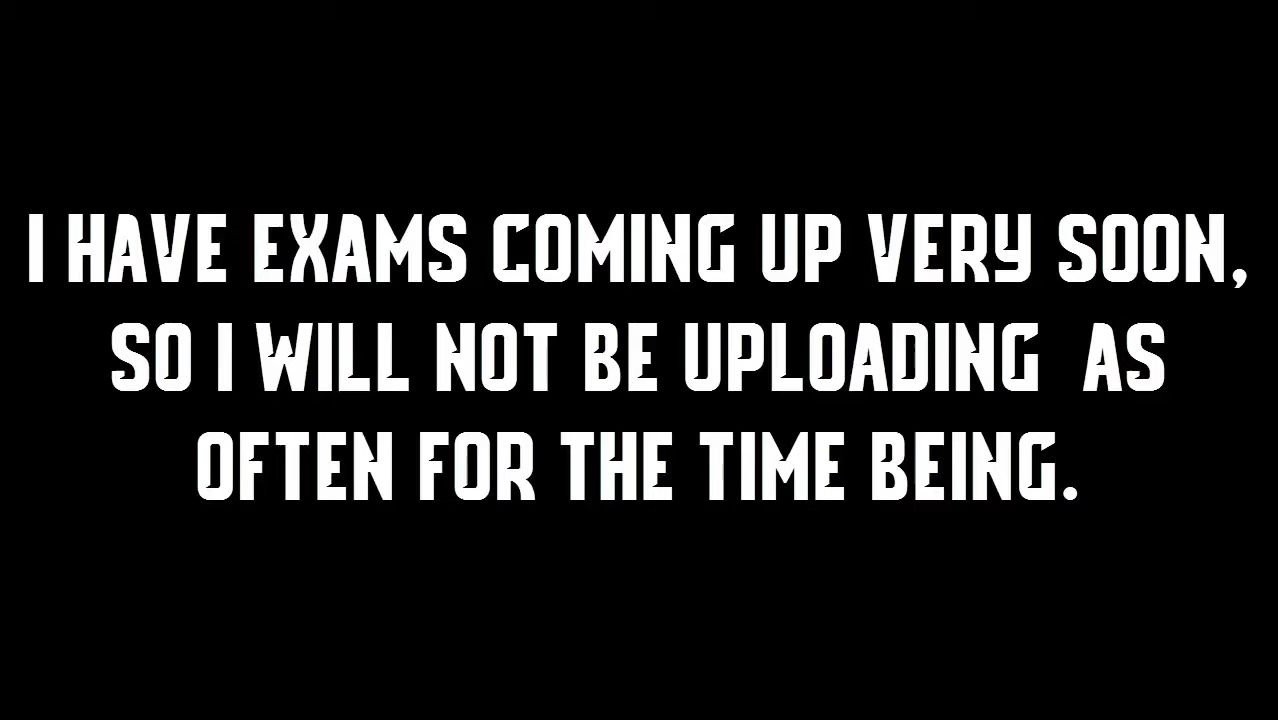 I HAVE EXAMS COMING UP VERY SOON,
SO I WILL NOT BE UPLOADING  AS
OFTEN FOR THE TIME BEING.